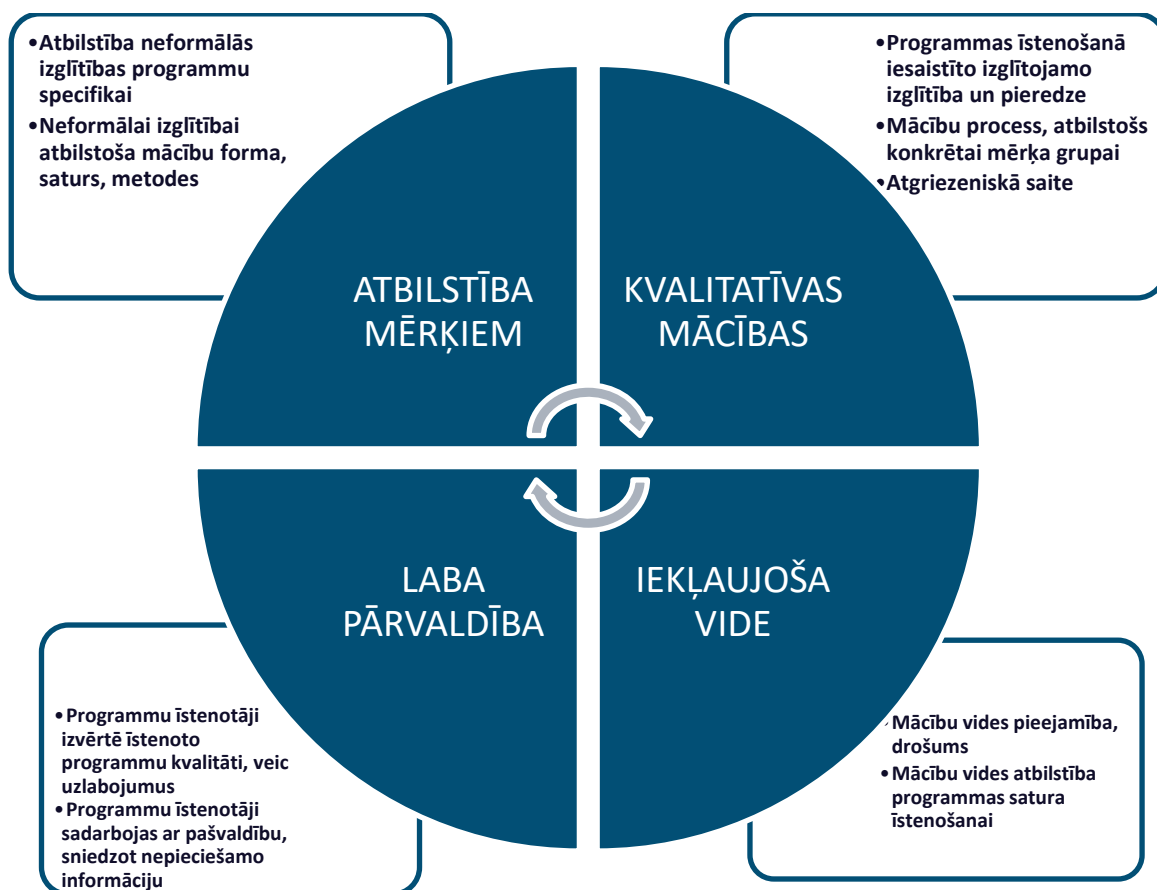 •Atbilstība neformālās
izglītības programmu
specifikai
•Neformālai izglītībai
atbilstoša mācību forma,
saturs, metodes
•Programmas īstenošanā
iesaistīto izglītojamo
izglītība un pieredze
•Mācību process, atbilstošs
konkrētai mērķa grupai
•Atgriezeniskā saite
ATBILSTĪBA
MĒRĶIEM
KVALITATĪVAS
MĀCĪBAS
LABA
PĀRVALDĪBA
IEKĻAUJOŠA
VIDE
•Programmu īstenotāji
izvērtē īstenoto
programmu kvalitāti, veic
uzlabojumus
•Programmu īstenotāji
sadarbojas ar pašvaldību,
sniedzot nepieciešamo
informāciju
•Mācību vides pieejamība,
drošums
•Mācību vides atbilstība
programmas satura
īstenošanai